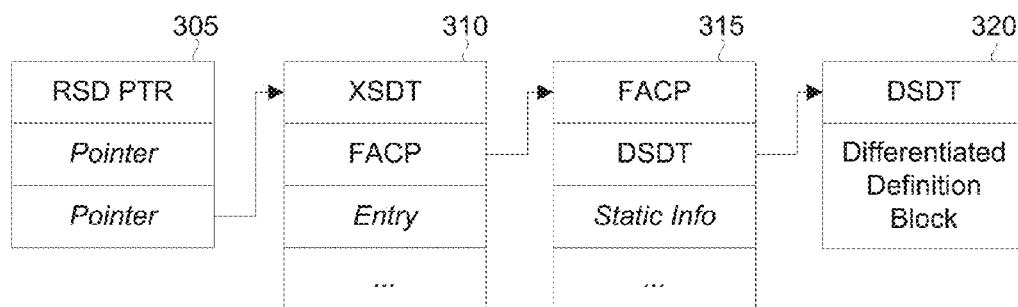 305
310
315
320
RSD PTR
Pointer
Pointer
XSDT
FACP
Entry
...
FACP
DSDT
Static Info
...
DSDT
Differentiated
Definition
Block